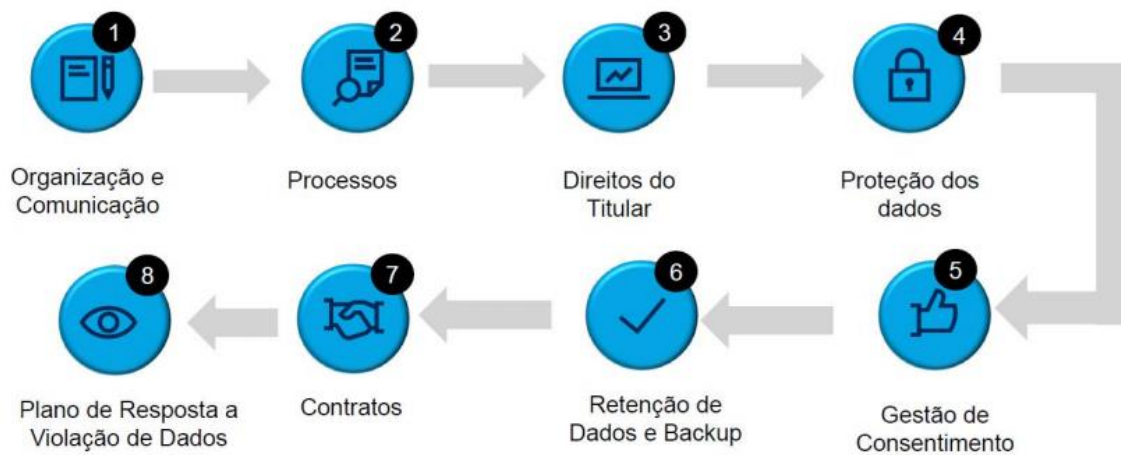 1
2
3
4
Organização e
Comunicação
Processos
Direitos do
Titular
Proteção dos
dados
5
Gestão de
Consentimento
6
Retenção de
Dados e Backup
7
Contratos
8
Plano de Resposta a
Violação de Dados